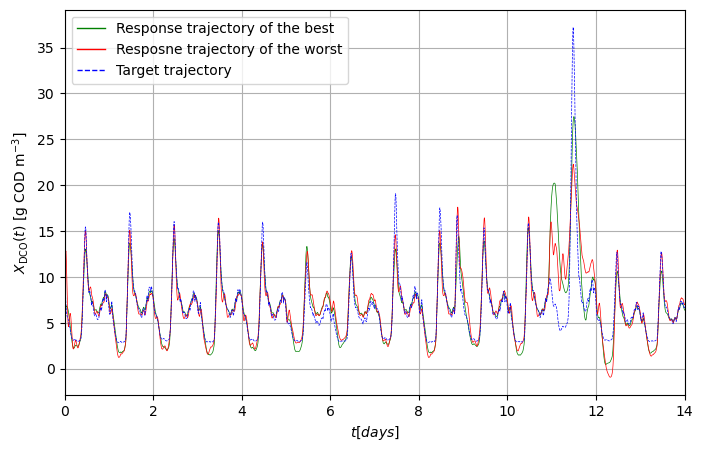 Response trajectory of the best
Resposne trajectory of the worst
Target trajectory
35
30
25
20
15
10
5
0
X_DCO(t) [g COD m⁻³]
0 2 4 6 8 10 12 14
t[days]